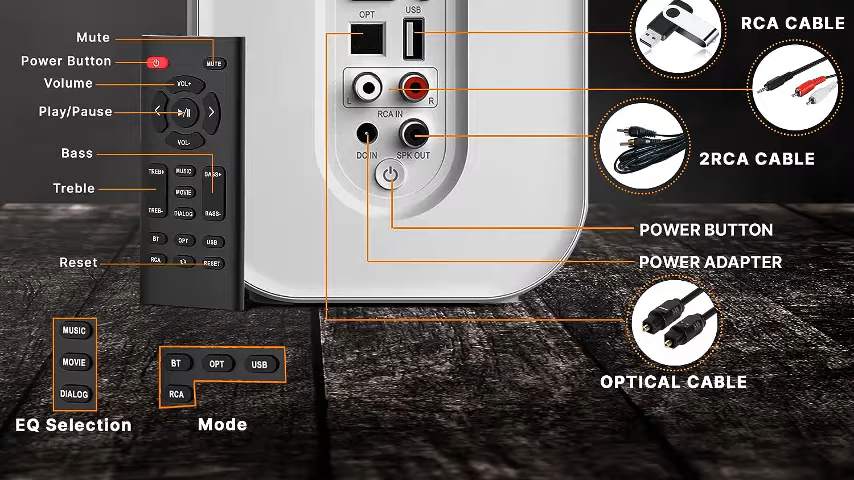 OPT
USB
RCA CABLE
Mute
Power Button
MUTE
Volume
VOL+
L
R
Play/Pause
RCA IN
VOL-
Bass
DC IN
SPK OUT
2RCA CABLE
TREB+
MUSIC
BASS+
Treble
MOVIE
TREB-
DIALOG
BASS-
POWER BUTTON
BT
OPT
USB
Reset
RCA
RESET
POWER ADAPTER
MUSIC
MOVIE
DIALOG
BT
OPT
USB
RCA
OPTICAL CABLE
EQ Selection
Mode